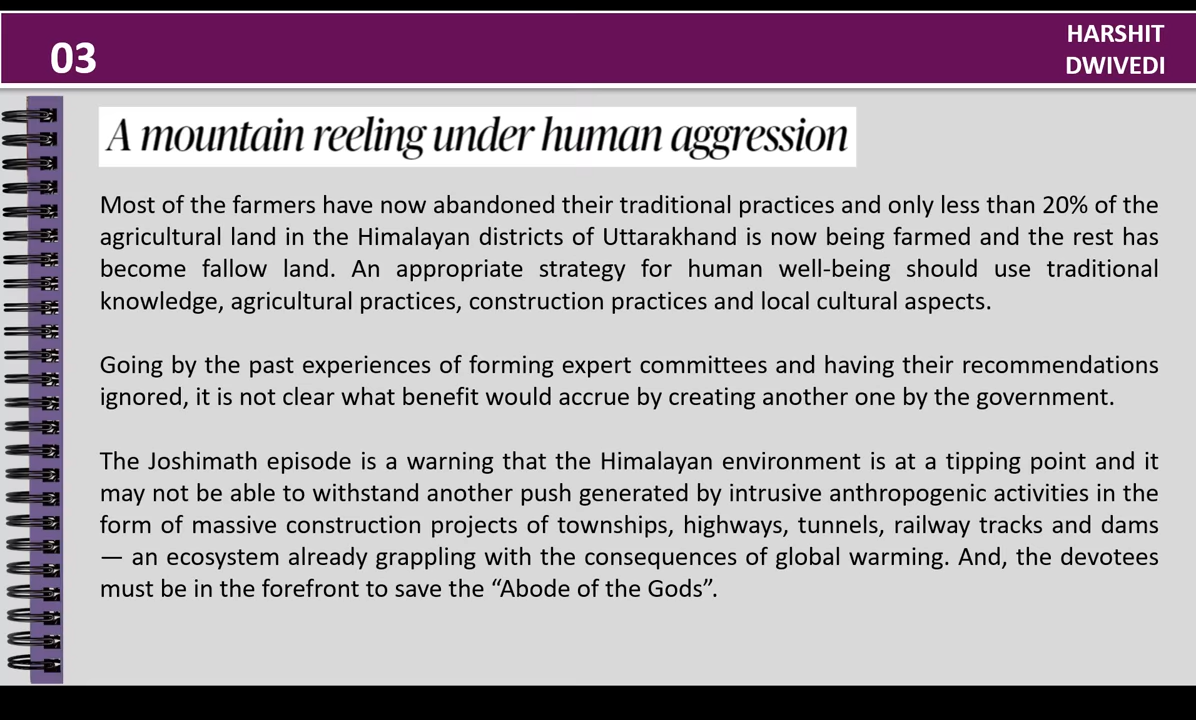 03
HARSHIT
DWIVEDI
A mountain reeling under human aggression
Most of the farmers have now abandoned their traditional practices and only less than 20% of the
agricultural land in the Himalayan districts of Uttarakhand is now being farmed and the rest has
become fallow land. An appropriate strategy for human well-being should use traditional
knowledge, agricultural practices, construction practices and local cultural aspects.
Going by the past experiences of forming expert committees and having their recommendations
ignored, it is not clear what benefit would accrue by creating another one by the government.
The Joshimath episode is a warning that the Himalayan environment is at a tipping point and it
may not be able to withstand another push generated by intrusive anthropogenic activities in the
form of massive construction projects of townships, highways, tunnels, railway tracks and dams
— an ecosystem already grappling with the consequences of global warming. And, the devotees
must be in the forefront to save the “Abode of the Gods”.